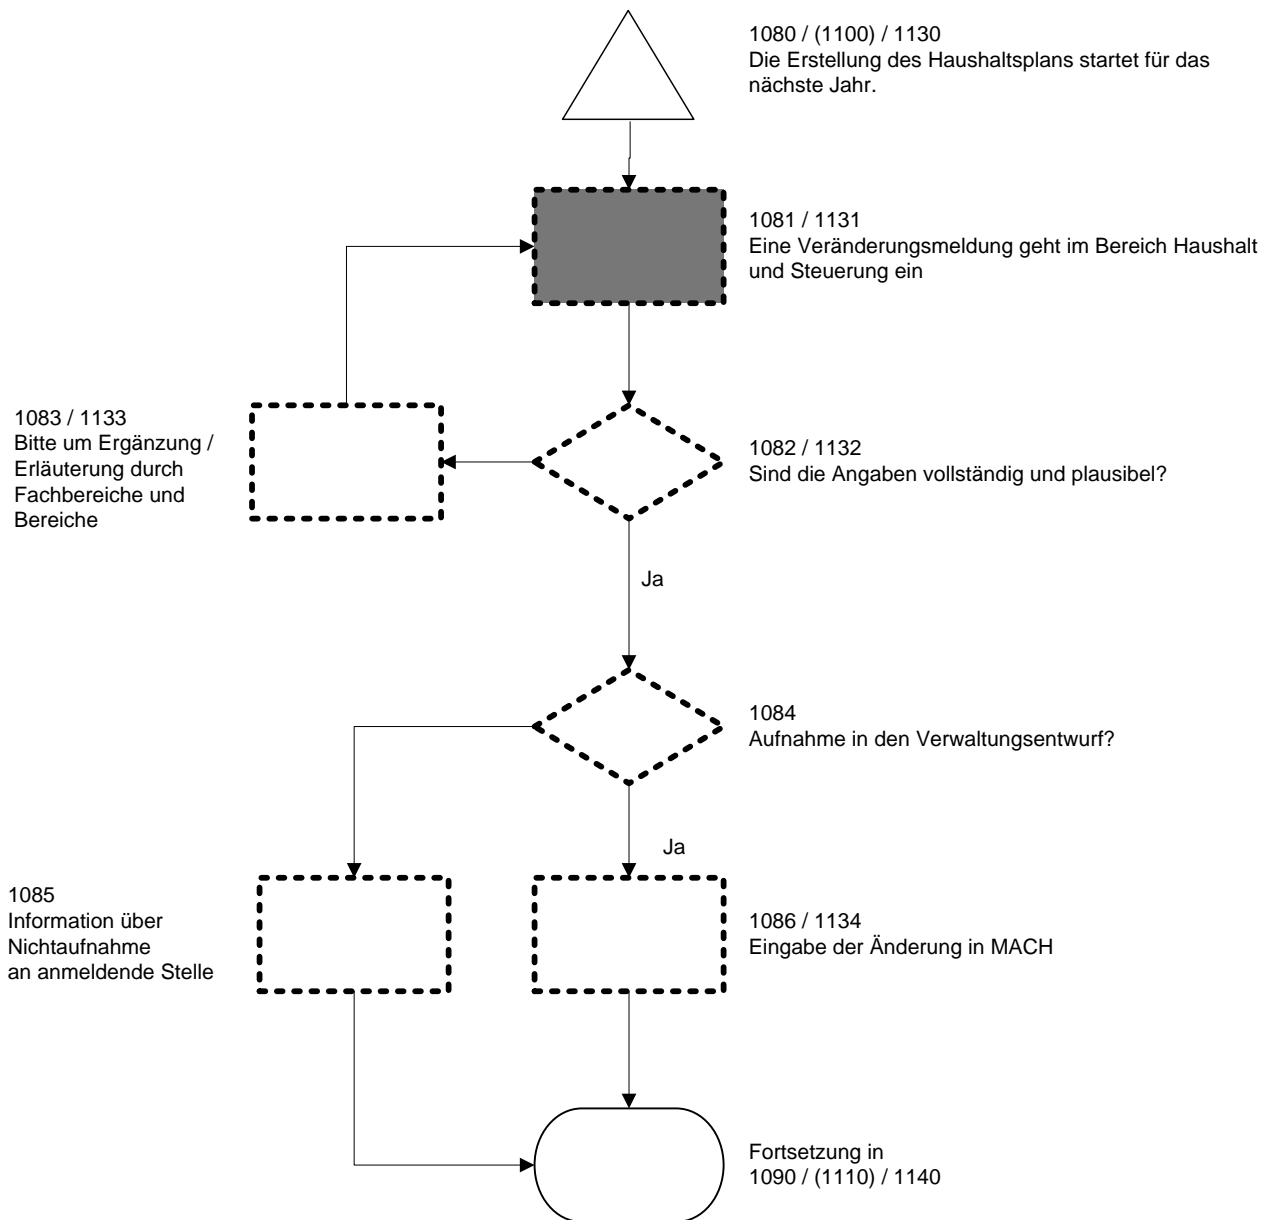 1080 / (1100) / 1130
Die Erstellung des Haushaltsplans startet für das
nächste Jahr.
1081 / 1131
Eine Veränderungsmeldung geht im Bereich Haushalt
und Steuerung ein
1083 / 1133
Bitte um Ergänzung /
Erläuterung durch
Fachbereiche und
Bereiche
1082 / 1132
Sind die Angaben vollständig und plausibel?
Ja
1084
Aufnahme in den Verwaltungsentwurf?
Ja
1085
Information über
Nichtaufnahme
an anmeldende Stelle
1086 / 1134
Eingabe der Änderung in MACH
Fortsetzung in
1090 / (1110) / 1140